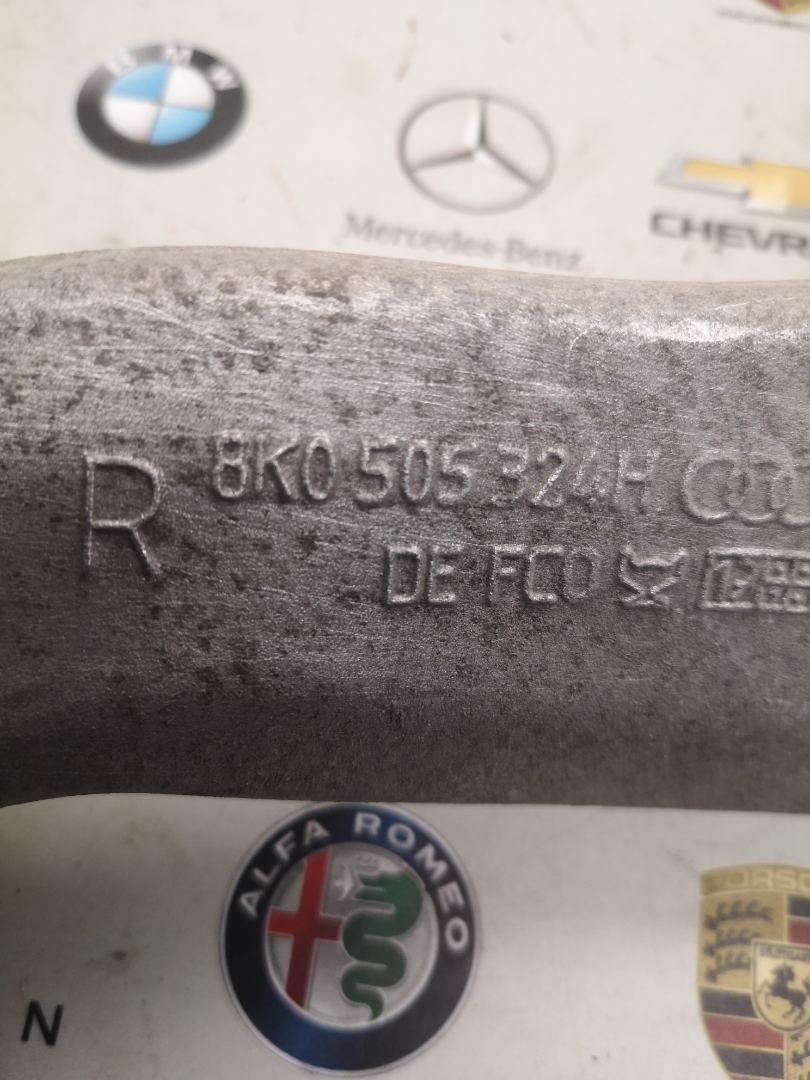 BMW
Mercedes-Benz
CHEVR
R
8K0 505 324H
DE FCO
ALFA ROMEO
N